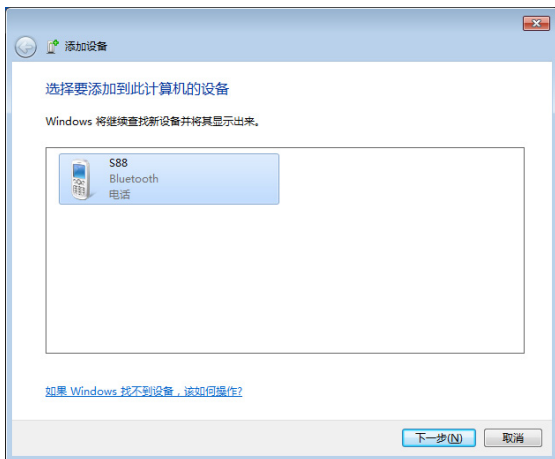 添加设备
选择要添加到此计算机的设备
Windows 将继续查找新设备并将其显示出来。
S88
Bluetooth
电话
如果 Windows 找不到设备，该如何操作?
下一步(N)
取消